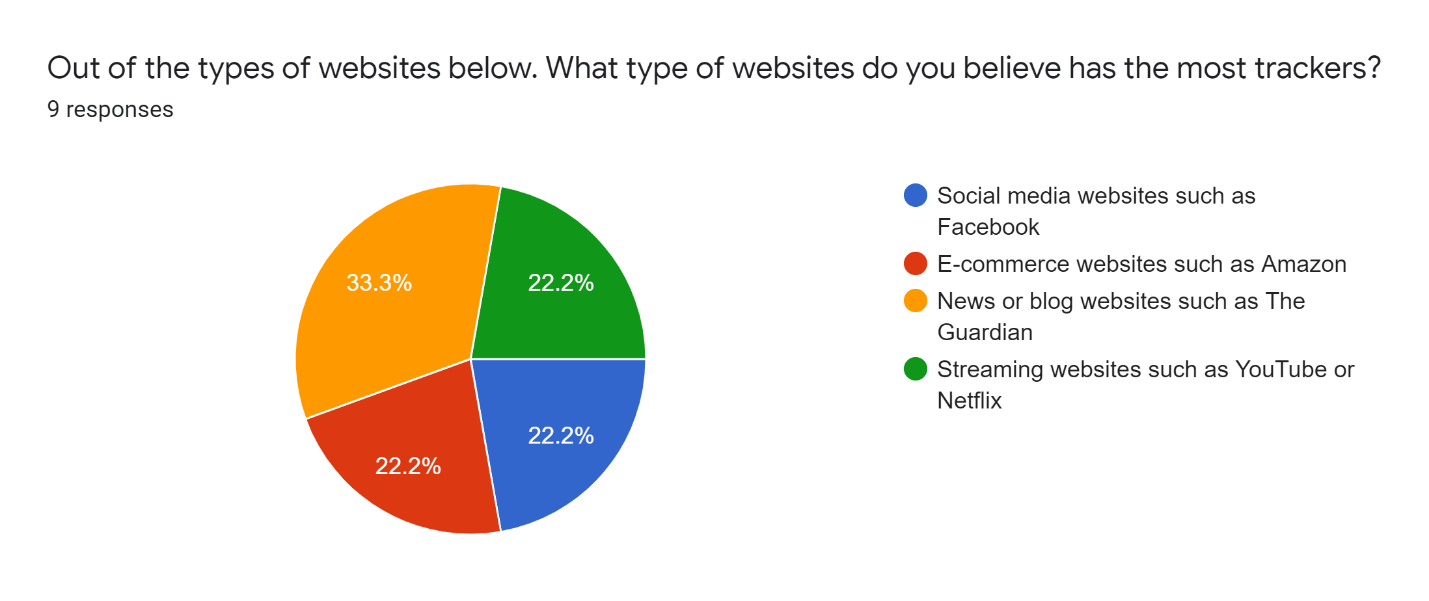 Out of the types of websites below. What type of websites do you believe has the most trackers?
9 responses
33.3%
22.2%
22.2%
22.2%
Social media websites such as
Facebook
E-commerce websites such as Amazon
News or blog websites such as The
Guardian
Streaming websites such as YouTube or
Netflix